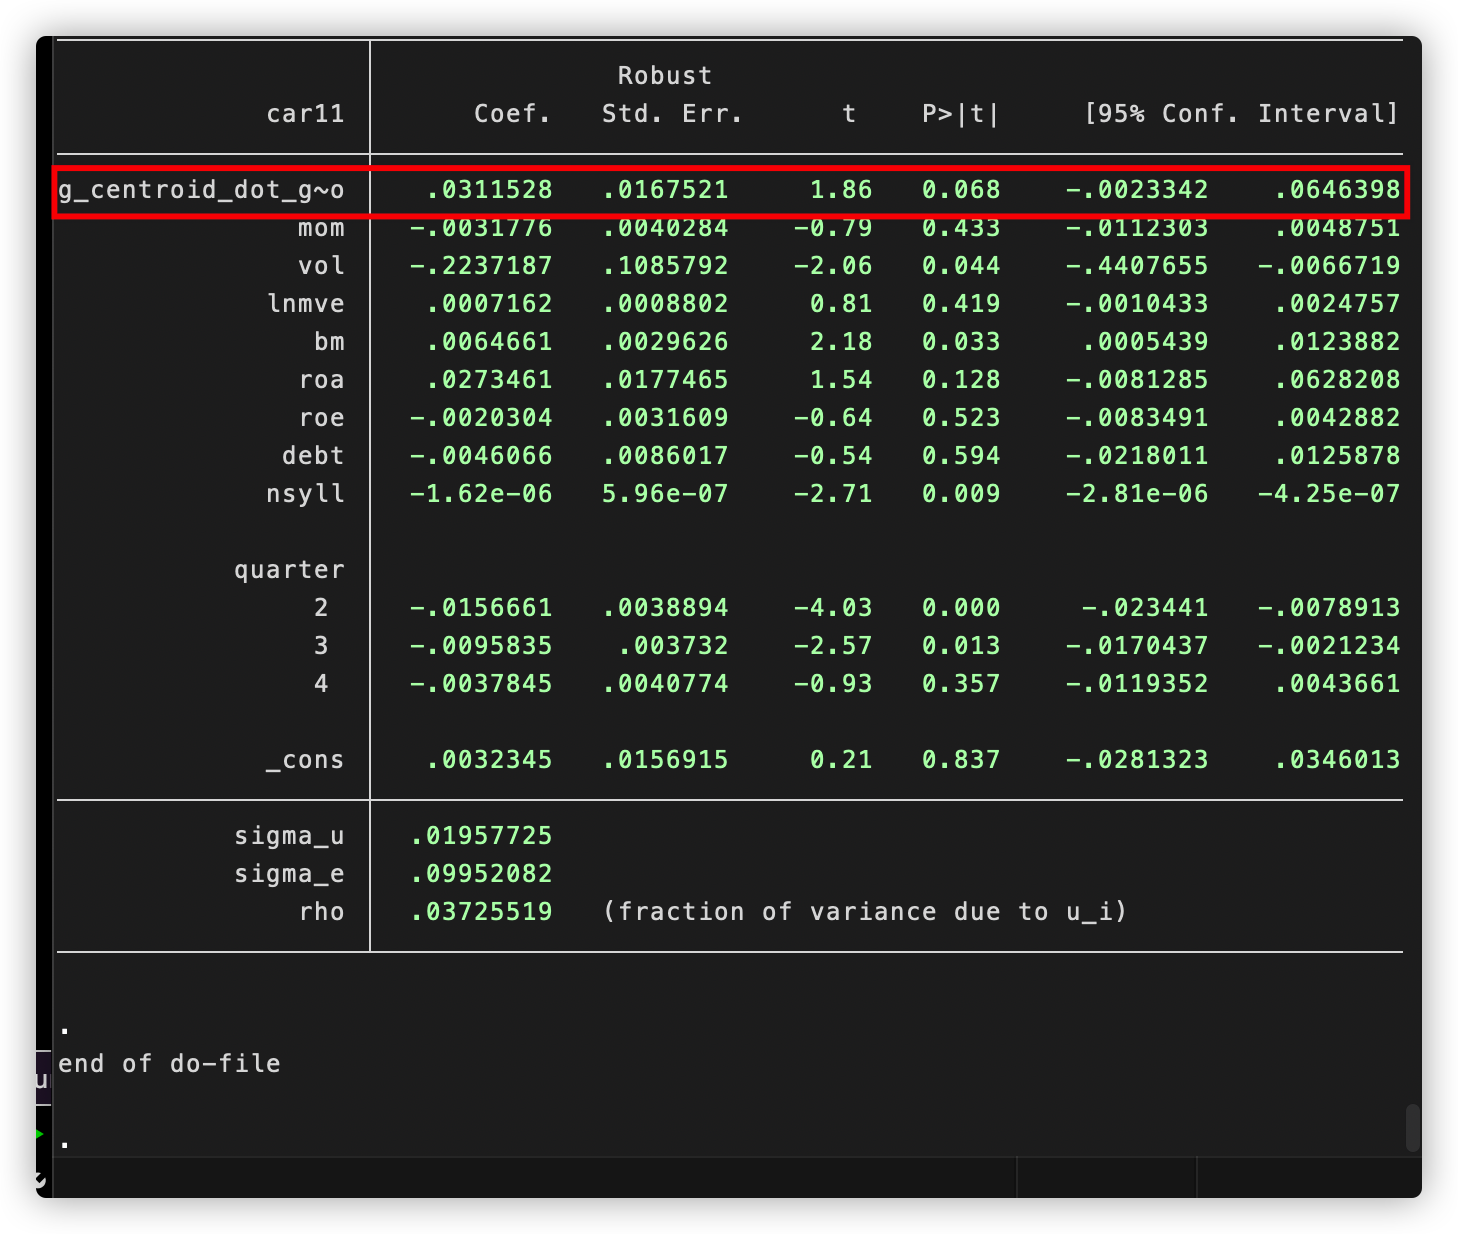 Robust
car11 Coef. Std. Err. t P>|t| [95% Conf. Interval]
g_centroid_dot_g~o .0311528 .0167521 1.86 0.068 -.0023342 .0646398
mom -.0031776 .0040284 -0.79 0.433 -.0112303 .0048751
vol -.2237187 .1085792 -2.06 0.044 -.4407655 -.0066719
lnmve .0007162 .0008802 0.81 0.419 -.0010433 .0024757
bm .0064661 .0029626 2.18 0.033 .0005439 .0123882
roa .0273461 .0177465 1.54 0.128 -.0081285 .0628208
roe -.0020304 .0031609 -0.64 0.523 -.0083491 .0042882
debt -.0046066 .0086017 -0.54 0.594 -.0218011 .0125878
nsyll -1.62e-06 5.96e-07 -2.71 0.009 -2.81e-06 -4.25e-07
quarter
2 -.0156661 .0038894 -4.03 0.000 -.023441 -.0078913
3 -.0095835 .003732 -2.57 0.013 -.0170437 -.0021234
4 -.0037845 .0040774 -0.93 0.357 -.0119352 .0043661
_cons .0032345 .0156915 0.21 0.837 -.0281323 .0346013
sigma_u .01957725
sigma_e .09952082
rho .03725519 (fraction of variance due to u_i)
.
end of do-file
.